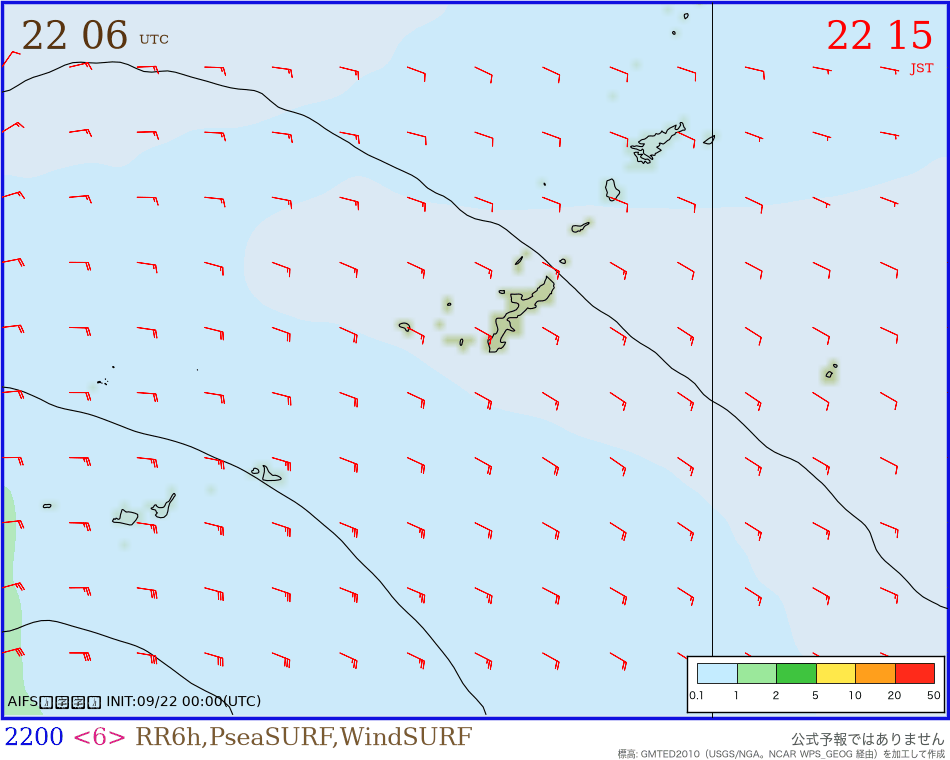 22 06 UTC
22 15
JST
0.1 1 2 5 10 20 50
AIFS INIT:09/22 00:00(UTC)
2200 <6> RR6h,PseaSURF,WindSURF
公式予報ではありません
標高: GMTED2010（USGS/NGA。NCAR WPS_GEOG 経由）を加工して作成